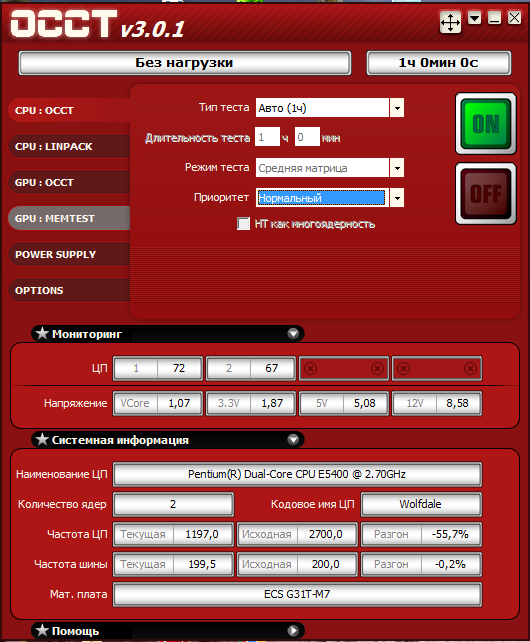 OCCT v3.0.1
Без нагрузки 1ч 0мин 0с
Тип теста Авто (1ч)
CPU : OCCT
ON
Длительность теста 1 ч 0 мин
CPU : LINPACK
Режим теста Средняя матрица
GPU : OCCT
Приоритет Нормальный
OFF
GPU : MEMTEST
HT как многоядерность
POWER SUPPLY
OPTIONS
Мониторинг
ЦП 1 72 2 67
Напряжение VCore 1,07 3.3V 1,87 5V 5,08 12V 8,58
Системная информация
Наименование ЦП Pentium(R) Dual-Core CPU E5400 @ 2.70GHz
Количество ядер 2 Кодовое имя ЦП Wolfdale
Частота ЦП Текущая 1197,0 Исходная 2700,0 Разгон -55,7%
Частота шины Текущая 199,5 Исходная 200,0 Разгон -0,2%
Мат. плата ECS G31T-M7
Помощь